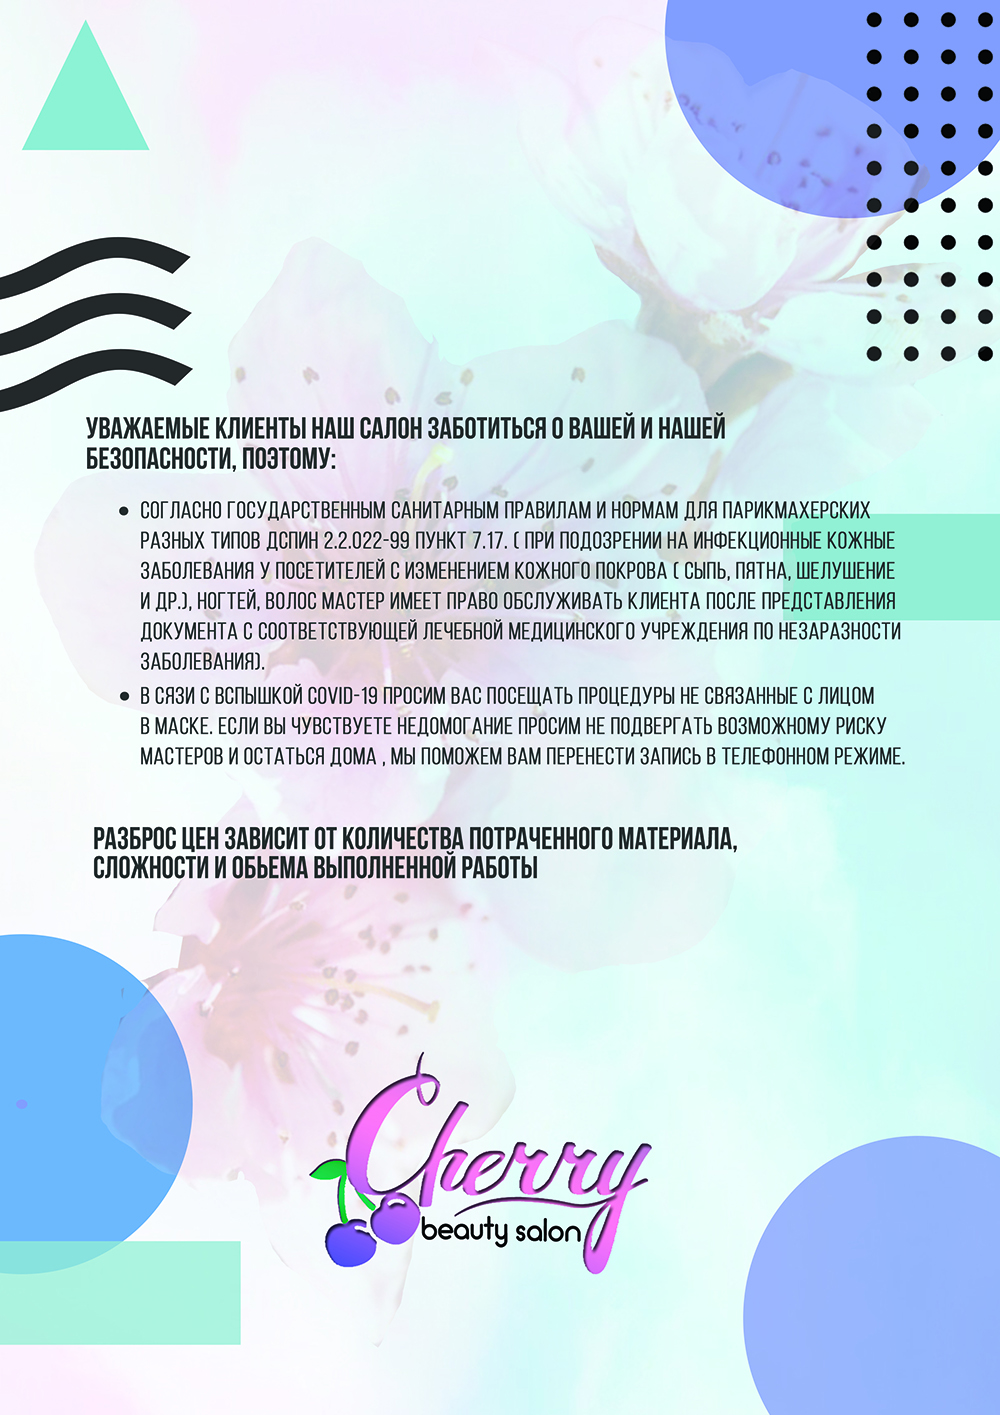 УВАЖАЕМЫЕ КЛИЕНТЫ НАШ САЛОН ЗАБОТИТЬСЯ О ВАШЕЙ И НАШЕЙ
БЕЗОПАСНОСТИ, ПОЭТОМУ:
• СОГЛАСНО ГОСУДАРСТВЕННЫМ САНИТАРНЫМ ПРАВИЛАМ И НОРМАМ ДЛЯ ПАРИКМАХЕРСКИХ
РАЗНЫХ ТИПОВ ДСПИН 2.2.022-99 ПУНКТ 7.17. ( ПРИ ПОДОЗРЕНИИ НА ИНФЕКЦИОННЫЕ КОЖНЫЕ
ЗАБОЛЕВАНИЯ У ПОСЕТИТЕЛЕЙ С ИЗМЕНЕНИЕМ КОЖНОГО ПОКРОВА ( СЫПЬ, ПЯТНА, ШЕЛУШЕНИЕ
И ДР.), НОГТЕЙ, ВОЛОС МАСТЕР ИМЕЕТ ПРАВО ОБСЛУЖИВАТЬ КЛИЕНТА ПОСЛЕ ПРЕДСТАВЛЕНИЯ
ДОКУМЕНТА С СООТВЕТСТВУЮЩЕЙ ЛЕЧЕБНОЙ МЕДИЦИНСКОГО УЧРЕЖДЕНИЯ ПО НЕЗАРАЗНОСТИ
ЗАБОЛЕВАНИЯ).
• В СЯЗИ С ВСПЫШКОЙ COVID-19 ПРОСИМ ВАС ПОСЕЩАТЬ ПРОЦЕДУРЫ НЕ СВЯЗАННЫЕ С ЛИЦОМ
В МАСКЕ. ЕСЛИ ВЫ ЧУВСТВУЕТЕ НЕДОМОГАНИЕ ПРОСИМ НЕ ПОДВЕРГАТЬ ВОЗМОЖНОМУ РИСКУ
МАСТЕРОВ И ОСТАТЬСЯ ДОМА , МЫ ПОМОЖЕМ ВАМ ПЕРЕНЕСТИ ЗАПИСЬ В ТЕЛЕФОННОМ РЕЖИМЕ.
РАЗБРОС ЦЕН ЗАВИСИТ ОТ КОЛИЧЕСТВА ПОТРАЧЕННОГО МАТЕРИАЛА,
СЛОЖНОСТИ И ОБЬЕМА ВЫПОЛНЕННОЙ РАБОТЫ
Cherry
beauty salon